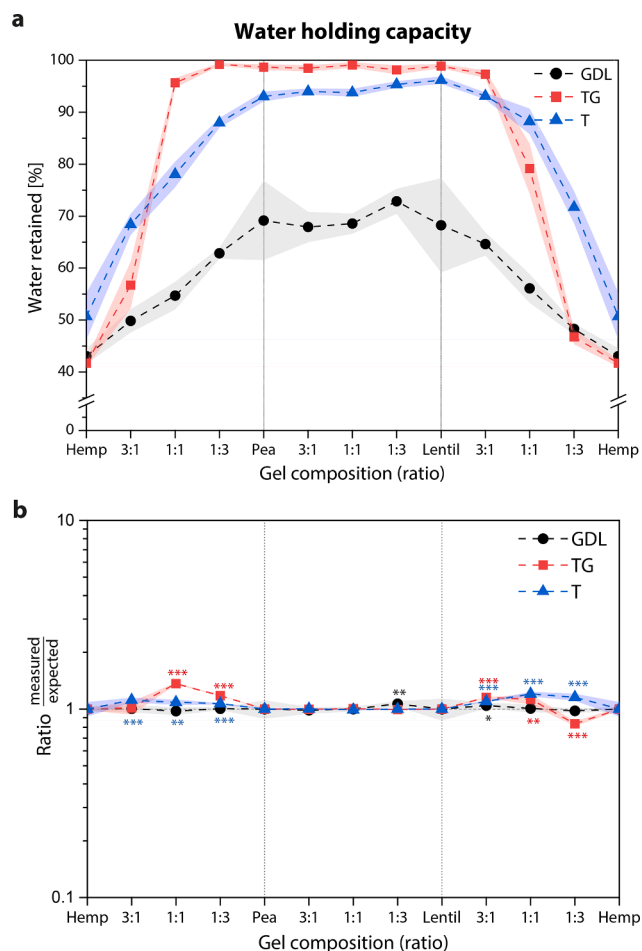 a
Water holding capacity
100
90
80
70
60
50
40
0
Water retained [%]
GDL
TG
T
Hemp 3:1 1:1 1:3 Pea 3:1 1:1 1:3 Lentil 3:1 1:1 1:3 Hemp
Gel composition (ratio)
b
10
1
0.1
Ratio measured
expected
GDL
TG
T
*** *** ** *** *** ***
*** *** 
*** ** *** * ** ***
Hemp 3:1 1:1 1:3 Pea 3:1 1:1 1:3 Lentil 3:1 1:1 1:3 Hemp
Gel composition (ratio)